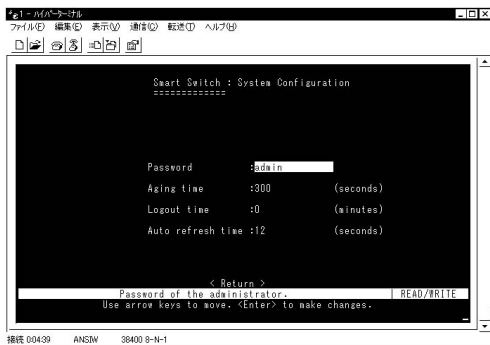 1 - ハイパーターミナル
ファイル(F) 編集(E) 表示(V) 通信(C) 転送(T) ヘルプ(H)
Smart Switch : System Configuration
=============
Password :admin
Aging time :300 (seconds)
Logout time :0 (minutes)
Auto refresh time :12 (seconds)
< Return >
Password of the administrator. | READ/WRITE
Use arrow keys to move. <Enter> to make changes.
接続 0:04:39 ANSIW 38400 8-N-1